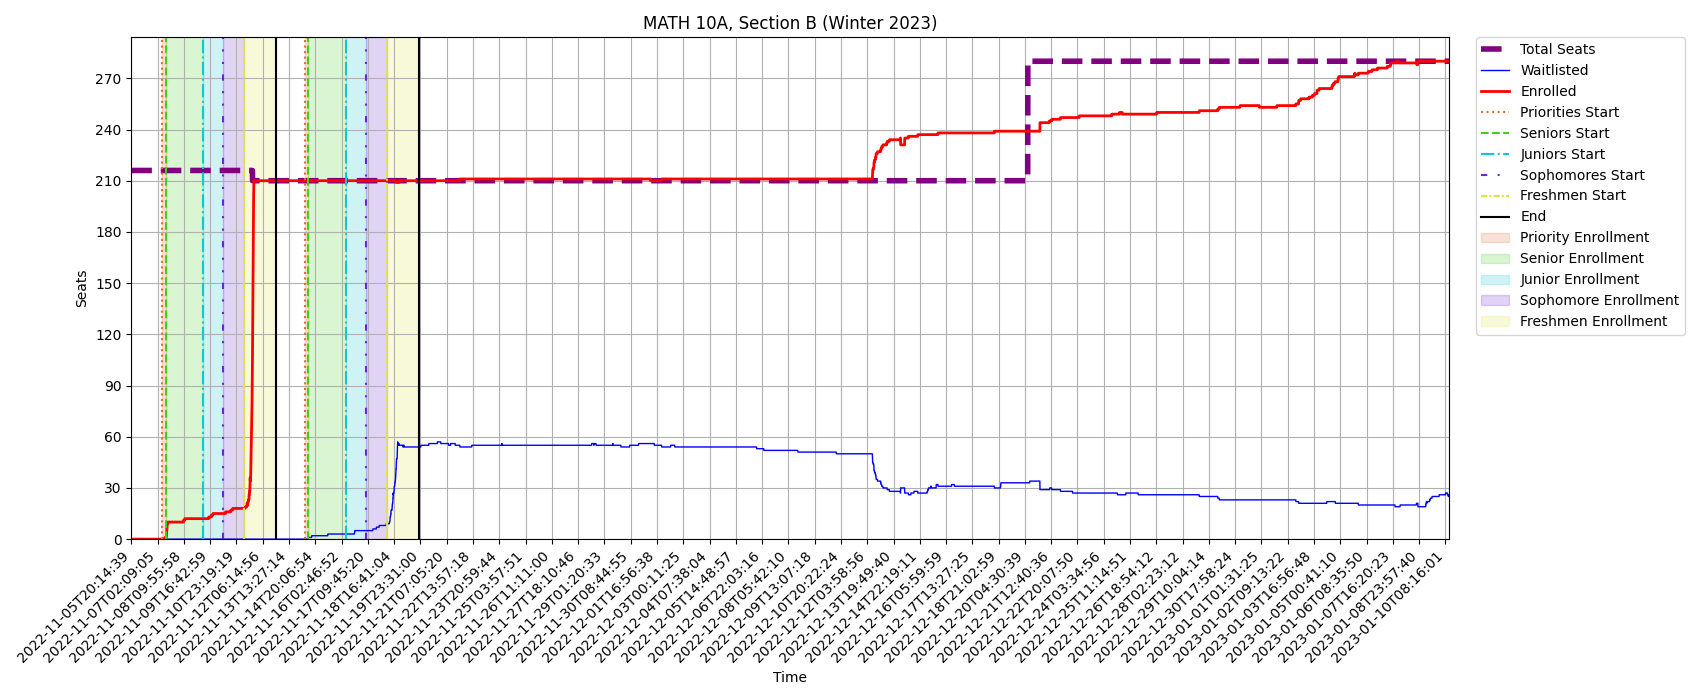 MATH 10A, Section B (Winter 2023)
Seats
270
240
210
180
150
120
90
60
30
0
2022-11-05T20:14:39
2022-11-07T02:09:05
2022-11-08T09:55:58
2022-11-09T16:42:59
2022-11-10T23:19:19
2022-11-12T06:14:56
2022-11-13T13:27:14
2022-11-14T20:06:54
2022-11-16T02:46:52
2022-11-17T09:45:20
2022-11-18T16:41:04
2022-11-19T23:31:00
2022-11-21T07:05:20
2022-11-22T13:57:18
2022-11-23T20:59:44
2022-11-25T03:57:51
2022-11-26T11:11:00
2022-11-27T18:10:46
2022-11-29T01:20:33
2022-11-30T08:44:55
2022-12-01T16:56:38
2022-12-03T00:11:25
2022-12-04T07:38:04
2022-12-05T14:48:57
2022-12-06T22:03:16
2022-12-08T05:42:10
2022-12-09T13:07:18
2022-12-10T20:22:24
2022-12-12T03:58:56
2022-12-13T19:49:40
2022-12-14T22:19:11
2022-12-16T05:59:59
2022-12-17T13:27:25
2022-12-18T21:02:59
2022-12-20T04:30:39
2022-12-21T12:40:36
2022-12-22T20:07:50
2022-12-24T03:34:56
2022-12-25T11:14:51
2022-12-26T18:54:12
2022-12-28T02:23:12
2022-12-29T10:04:14
2022-12-30T17:58:24
2023-01-01T01:31:25
2023-01-02T09:13:22
2023-01-03T16:56:48
2023-01-05T00:41:10
2023-01-06T08:35:50
2023-01-07T16:20:23
2023-01-08T23:57:40
2023-01-10T08:16:01
Time
Total Seats
Waitlisted
Enrolled
Priorities Start
Seniors Start
Juniors Start
Sophomores Start
Freshmen Start
End
Priority Enrollment
Senior Enrollment
Junior Enrollment
Sophomore Enrollment
Freshmen Enrollment